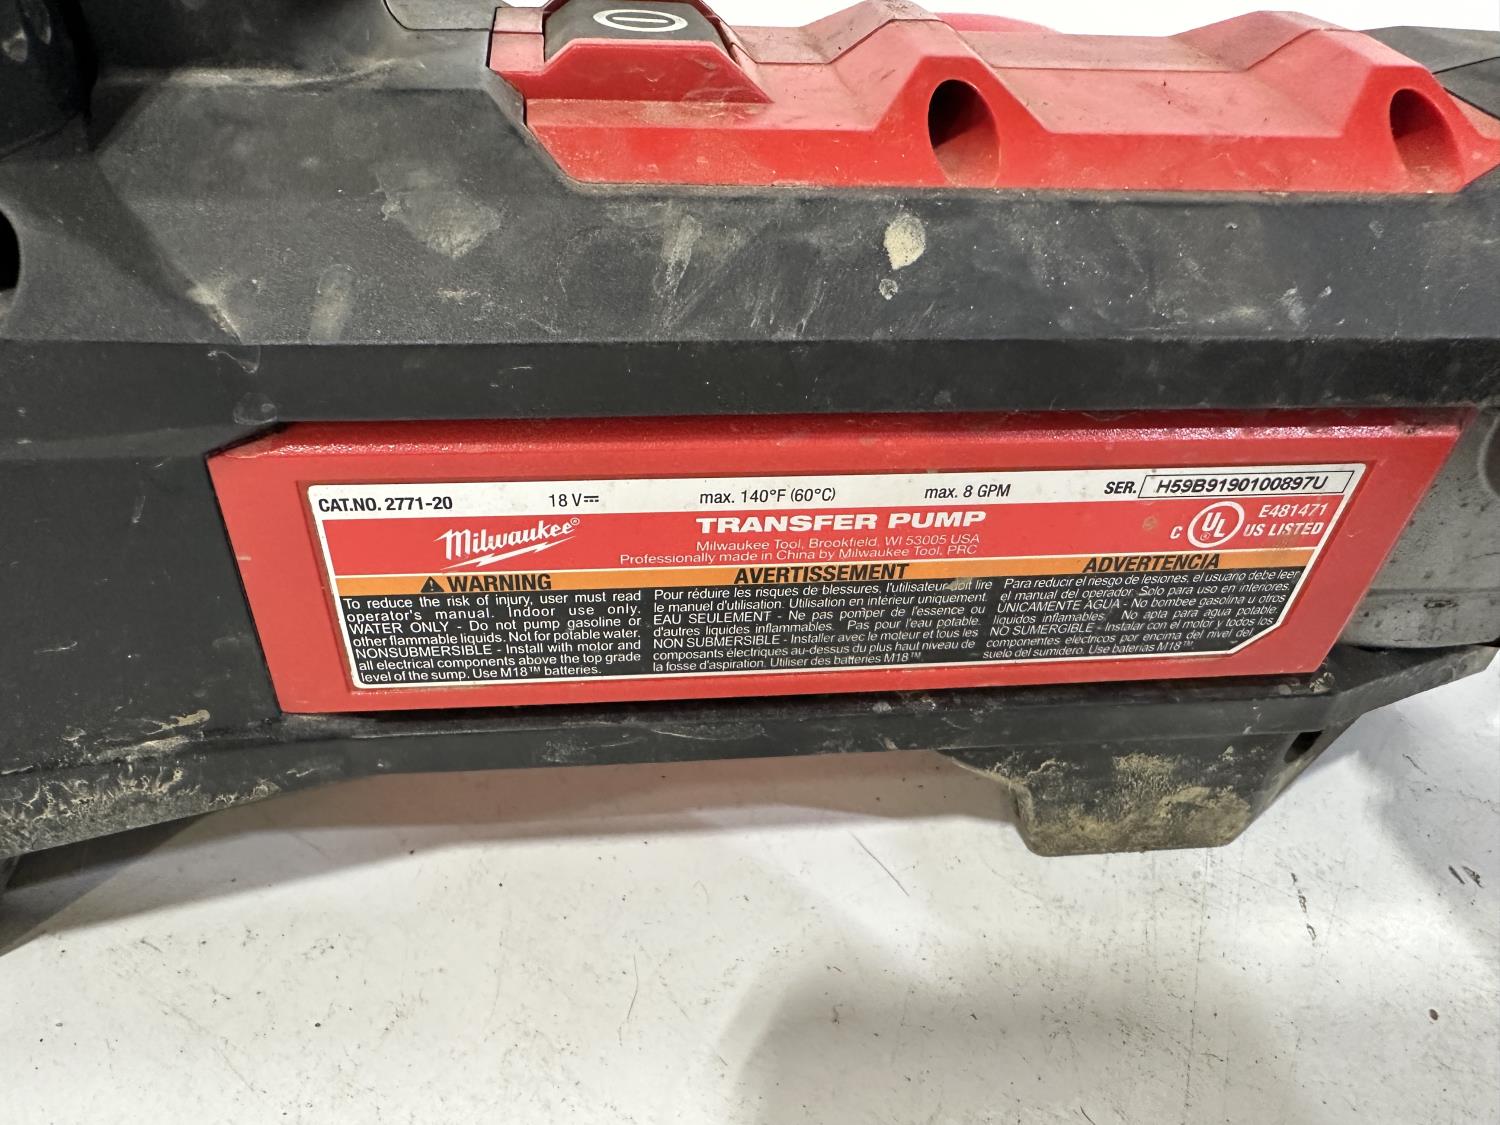 CAT.NO. 2771-20 18 V⎓ max. 140°F (60°C) max. 8 GPM SER. H59B9190100897U
Milwaukee®
TRANSFER PUMP
Milwaukee Tool, Brookfield, WI 53005 USA
Professionally made in China by Milwaukee Tool, PRC
C UL ® US LISTED
E481471
⚠ WARNING
To reduce the risk of injury, user must read
operator's manual. Indoor use only.
WATER ONLY - Do not pump gasoline or
other flammable liquids. Not for potable water.
NONSUBMERSIBLE - Install with motor and
all electrical components above the top grade
level of the sump. Use M18™ batteries.
AVERTISSEMENT
Pour réduire les risques de blessures, l'utilisateur doit lire
le manuel d'utilisation. Utilisation en intérieur uniquement.
EAU SEULEMENT - Ne pas pomper de l'essence ou
d'autres liquides inflammables. Pas pour l'eau potable.
NON SUBMERSIBLE - Installer avec le moteur et tous les
composants électriques au-dessus du plus haut niveau de
la fosse d'aspiration. Utiliser des batteries M18™.
ADVERTENCIA
Para reducir el riesgo de lesiones, el usuario debe leer
el manual del operador. Solo para uso en interiores.
ÚNICAMENTE AGUA - No bombee gasolina u otros
líquidos inflamables. No apta para agua potable.
NO SUMERGIBLE - Instalar con el motor y todos los
componentes eléctricos por encima del nivel del
suelo del sumidero. Use baterías M18™.